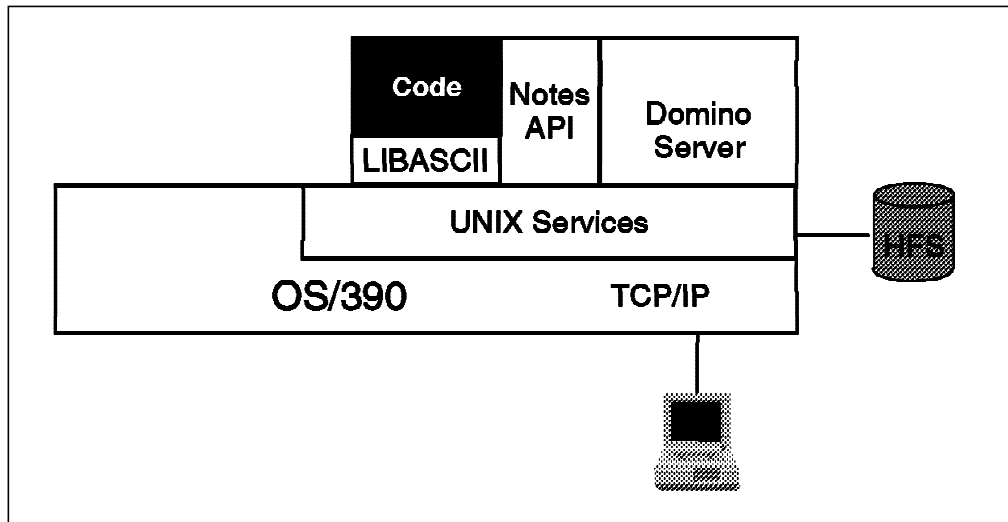 Code
LIBASCII
Notes
API
Domino
Server
UNIX Services
HFS
OS/390
TCP/IP